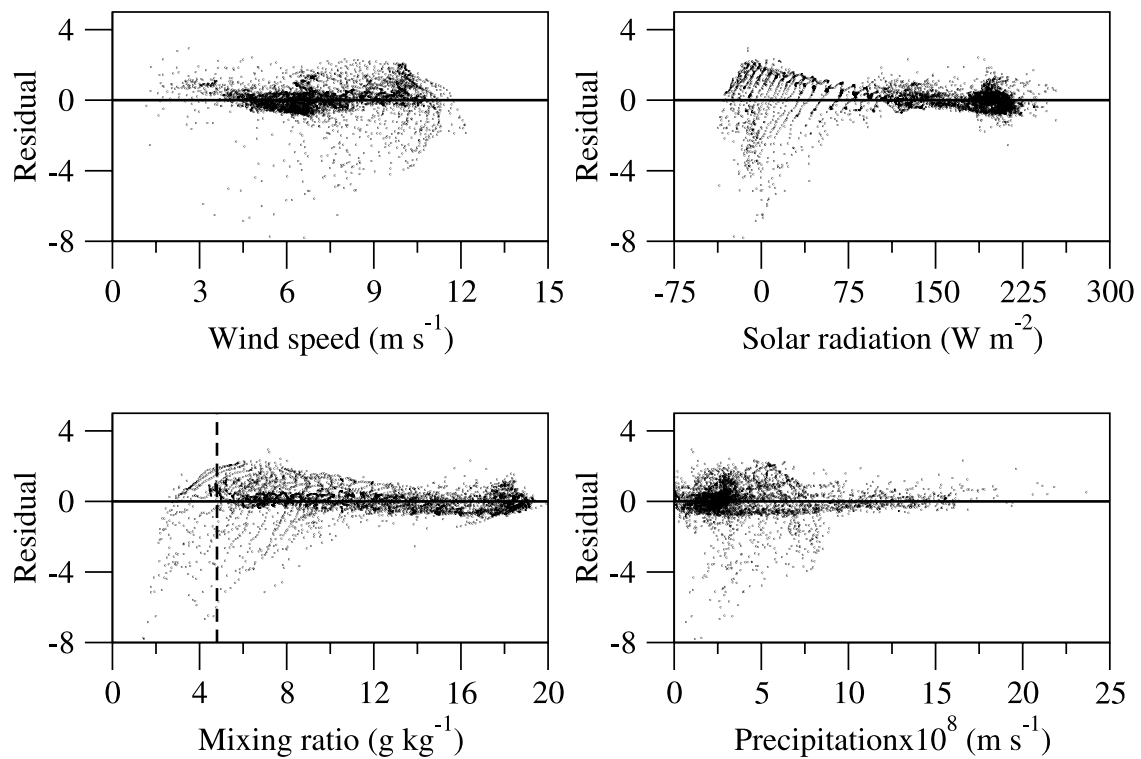 4
0
-4
-8
Residual
0 3 6 9 12 15
Wind speed (m s⁻¹)
4
0
-4
-8
Residual
-75 0 75 150 225 300
Solar radiation (W m⁻²)
4
0
-4
-8
Residual
0 4 8 12 16 20
Mixing ratio (g kg⁻¹)
4
0
-4
-8
Residual
0 5 10 15 20 25
Precipitationx10⁸ (m s⁻¹)